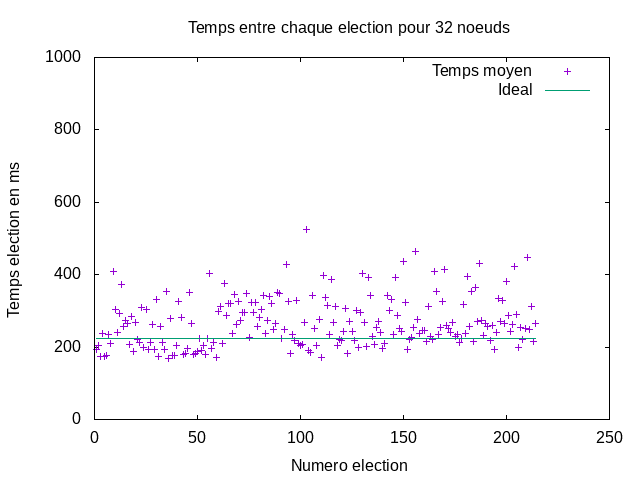 Temps entre chaque election pour 32 noeuds
Temps moyen
Ideal
Temps election en ms
1000
800
600
400
200
0
0 50 100 150 200 250
Numero election